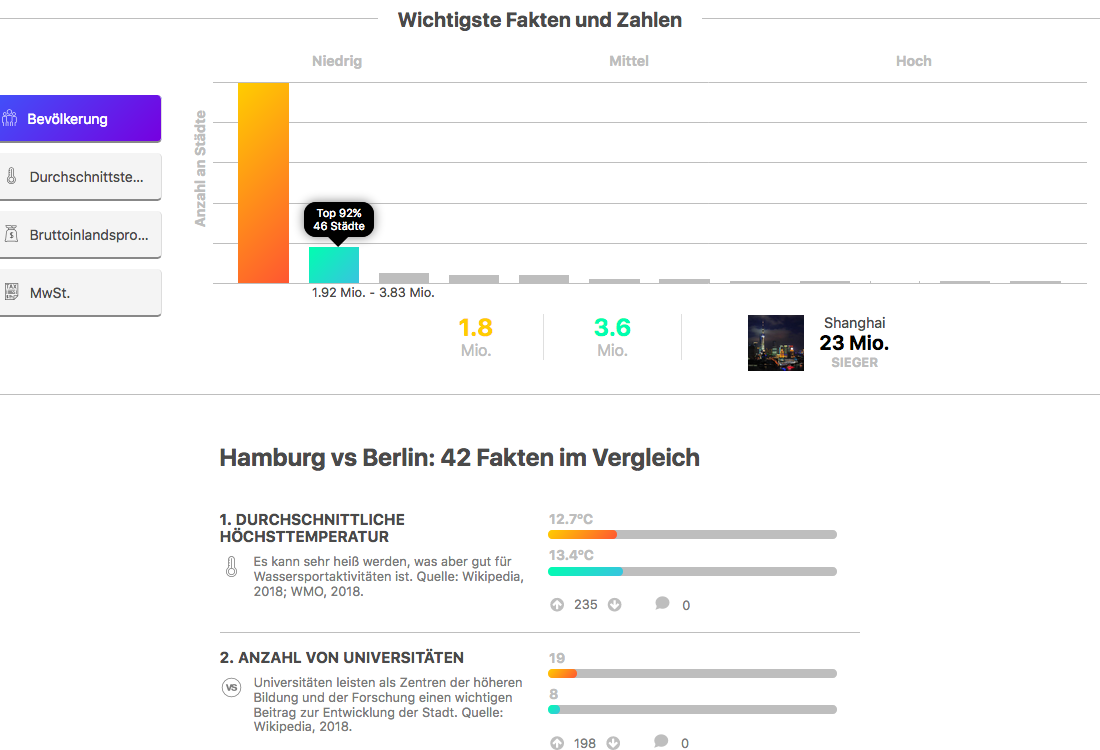 Wichtigste Fakten und Zahlen
Niedrig
Mittel
Hoch
Bevölkerung
Durchschnittste...
Bruttoinlandspro...
MwSt.
Anzahl an Städte
Top 92%
46 Städte
1.92 Mio. - 3.83 Mio.
1.8
Mio.
3.6
Mio.
Shanghai
23 Mio.
SIEGER
Hamburg vs Berlin: 42 Fakten im Vergleich
1. DURCHSCHNITTLICHE
HÖCHSTTEMPERATUR
Es kann sehr heiß werden, was aber gut für
Wassersportaktivitäten ist. Quelle: Wikipedia,
2018; WMO, 2018.
12.7°C
13.4°C
235
0
2. ANZAHL VON UNIVERSITÄTEN
VS
Universitäten leisten als Zentren der höheren
Bildung und der Forschung einen wichtigen
Beitrag zur Entwicklung der Stadt. Quelle:
Wikipedia, 2018.
19
8
198
0